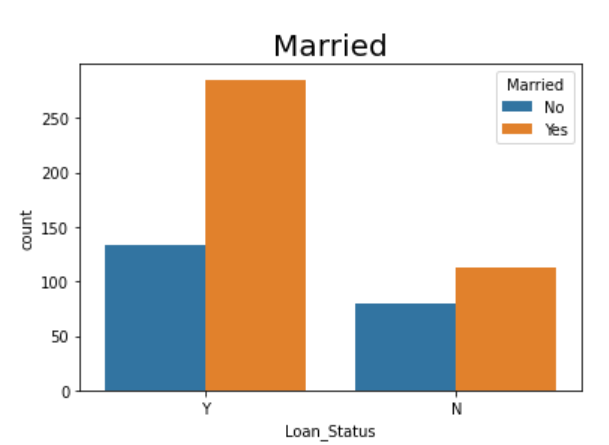 Married
Married
No
Yes
250
200
150
100
50
0
count
Y
N
Loan_Status